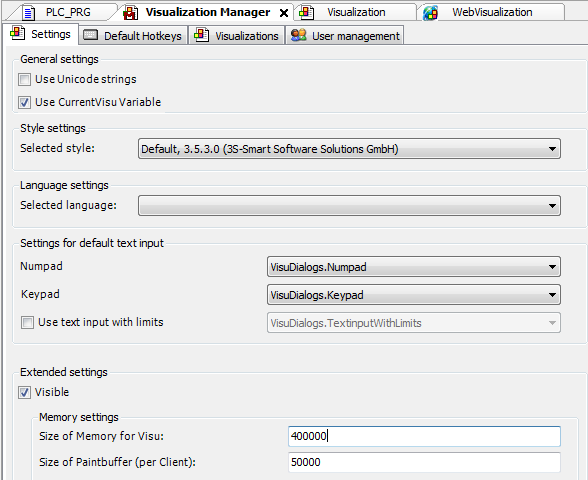 PLC_PRG Visualization Manager Visualization WebVisualization
Settings Default Hotkeys Visualizations User management
General settings
Use Unicode strings
Use CurrentVisu Variable
Style settings
Selected style: Default, 3.5.3.0 (3S-Smart Software Solutions GmbH)
Language settings
Selected language:
Settings for default text input
Numpad VisuDialogs.Numpad
Keypad VisuDialogs.Keypad
Use text input with limits VisuDialogs.TextinputWithLimits
Extended settings
Visible
Memory settings
Size of Memory for Visu: 400000
Size of Paintbuffer (per Client): 50000